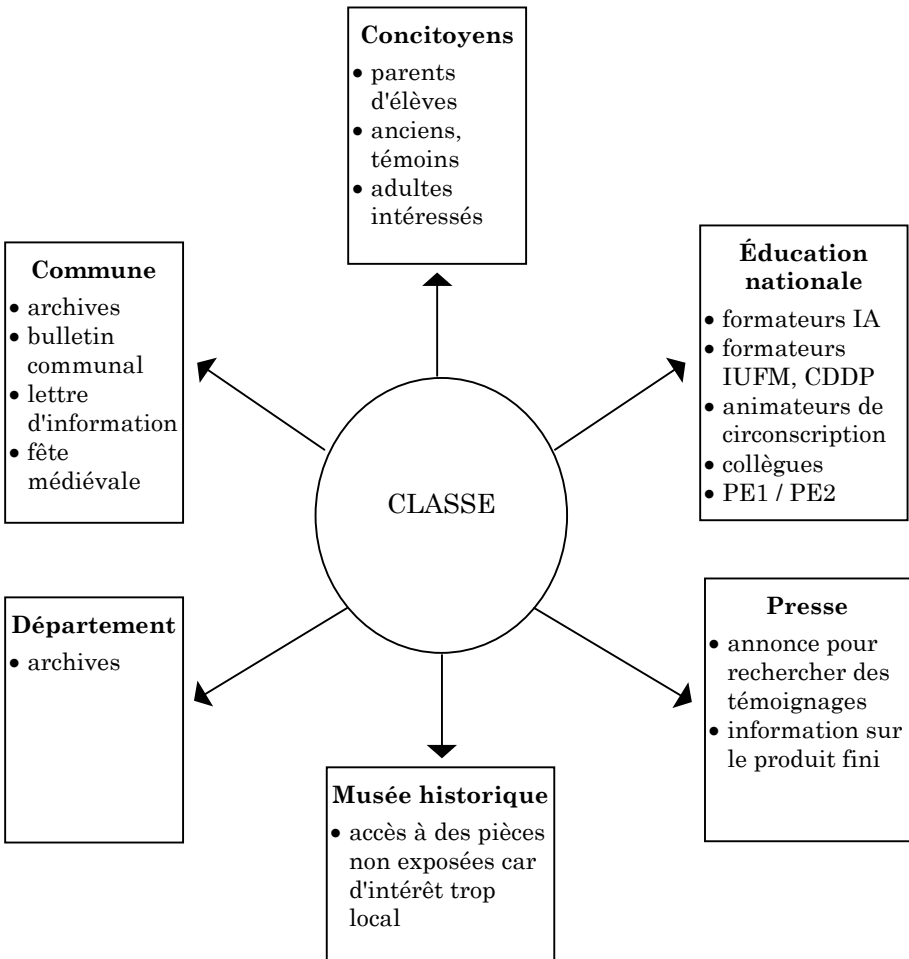 Concitoyens
• parents
d'élèves
• anciens,
témoins
• adultes
intéressés
Commune
• archives
• bulletin
communal
• lettre
d'information
• fête
médiévale
Éducation
nationale
• formateurs IA
• formateurs
IUFM, CDDP
• animateurs de
circonscription
• collègues
• PE1 / PE2
CLASSE
Département
• archives
Presse
• annonce pour
rechercher des
témoignages
• information sur
le produit fini
Musée historique
• accès à des pièces
non exposées car
d'intérêt trop
local